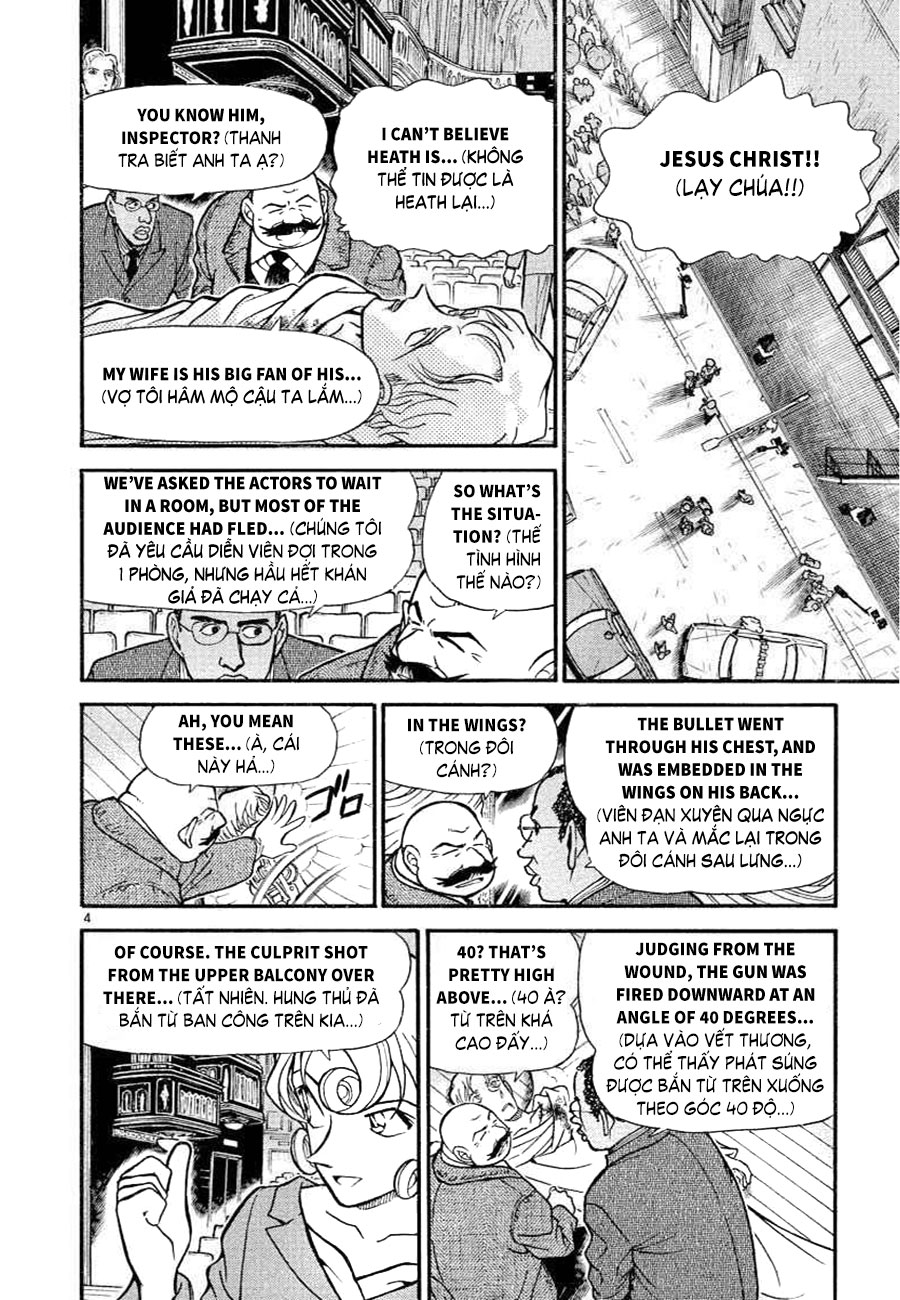 JESUS CHRIST!!
(LẠY CHÚA!!)
I CAN'T BELIEVE
HEATH IS... (KHÔNG
THỂ TIN ĐƯỢC LÀ
HEATH LẠI...)
YOU KNOW HIM,
INSPECTOR? (THANH
TRA BIẾT ANH TA Ạ?)
MY WIFE IS HIS BIG FAN OF HIS...
(VỢ TÔI HÂM MỘ CẬU TA LẮM...)
SO WHAT'S
THE SITUA-
TION? (THẾ
TÌNH HÌNH
THẾ NÀO?)
WE'VE ASKED THE ACTORS TO WAIT
IN A ROOM, BUT MOST OF THE
AUDIENCE HAD FLED... (CHÚNG TÔI
ĐÃ YÊU CẦU DIỄN VIÊN ĐỢI TRONG
1 PHÒNG, NHƯNG HẦU HẾT KHÁN
GIẢ ĐÃ CHẠY CẢ...)
THE BULLET WENT
THROUGH HIS CHEST, AND
WAS EMBEDDED IN THE
WINGS ON HIS BACK...
(VIÊN ĐẠN XUYÊN QUA NGỰC
ANH TA VÀ MẮC LẠI TRONG
ĐÔI CÁNH SAU LƯNG...)
IN THE WINGS?
(TRONG ĐÔI
CÁNH?)
AH, YOU MEAN
THESE... (À, CÁI
NÀY HẢ...)
ゴロ
4
JUDGING FROM THE
WOUND, THE GUN WAS
FIRED DOWNWARD AT AN
ANGLE OF 40 DEGREES...
(DỰA VÀO VẾT THƯƠNG,
CÓ THỂ THẤY PHÁT SÚNG
ĐƯỢC BẮN TỪ TRÊN XUỐNG
THEO GÓC 40 ĐỘ...)
40? THAT'S
PRETTY HIGH
ABOVE... (40 À?
TỪ TRÊN KHÁ
CAO ĐẤY...)
OF COURSE. THE CULPRIT SHOT
FROM THE UPPER BALCONY OVER
THERE... (TẤT NHIÊN. HUNG THỦ ĐÃ
BẮN TỪ BAN CÔNG TRÊN KIA...)